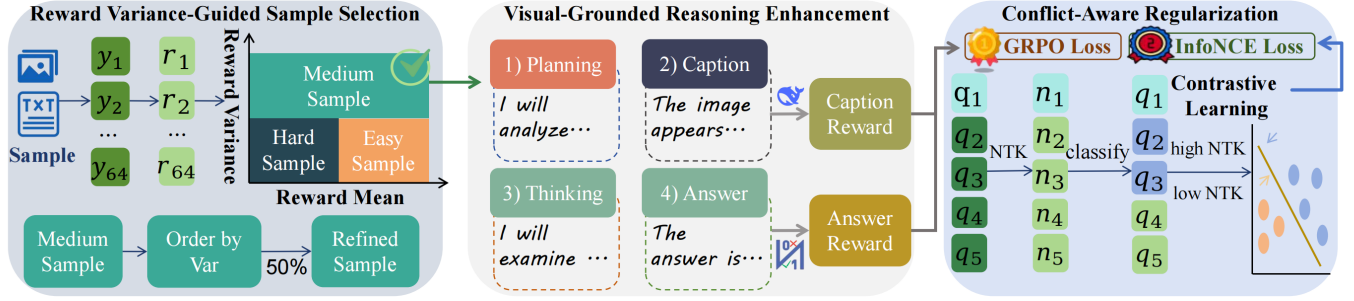 Reward Variance-Guided Sample Selection
TXT
Sample
y1
y2
...
y64
r1
r2
...
r64
Reward Variance
Medium
Sample
Hard
Sample
Easy
Sample
Reward Mean
Medium
Sample
Order by
Var
50%
Refined
Sample
Visual-Grounded Reasoning Enhancement
1) Planning
I will
analyze...
2) Caption
The image
appears...
Caption
Reward
3) Thinking
I will
examine ...
4) Answer
The
answer is...
0×
✓1
Answer
Reward
Conflict-Aware Regularization
1
GRPO Loss
2
InfoNCE Loss
q1
q2
q3
q4
q5
NTK
n1
n2
n3
n4
n5
classify
q1
q2
q3
q4
q5
Contrastive
Learning
high NTK
low NTK